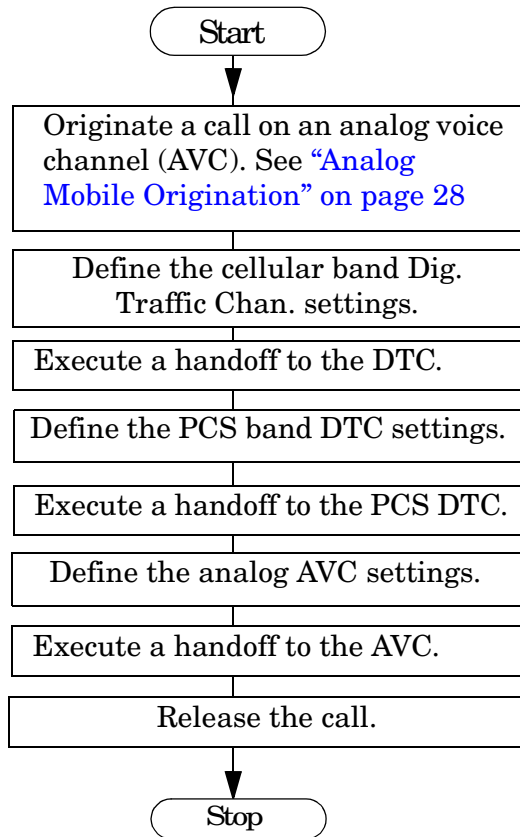 Start
Originate a call on an analog voice
channel (AVC). See “Analog
Mobile Origination” on page 28
Define the cellular band Dig.
Traffic Chan. settings.
Execute a handoff to the DTC.
Define the PCS band DTC settings.
Execute a handoff to the PCS DTC.
Define the analog AVC settings.
Execute a handoff to the AVC.
Release the call.
Stop